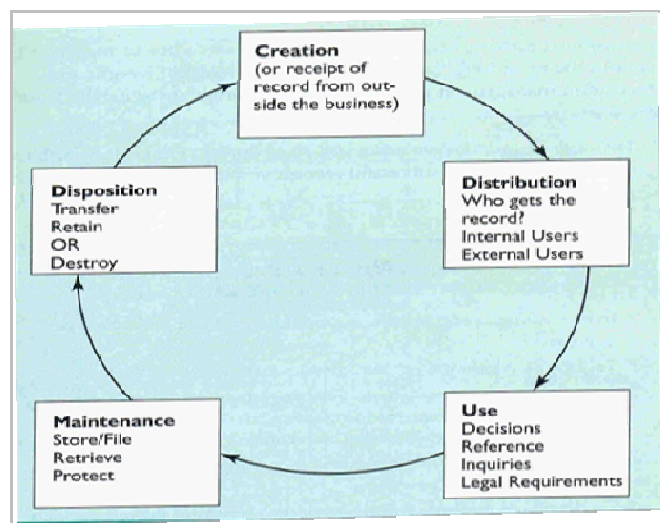 Creation
(or receipt of
record from out-
side the business)
Distribution
Who gets the
record?
Internal Users
External Users
Use
Decisions
Reference
Inquiries
Legal Requirements
Maintenance
Store/File
Retrieve
Protect
Disposition
Transfer
Retain
OR
Destroy